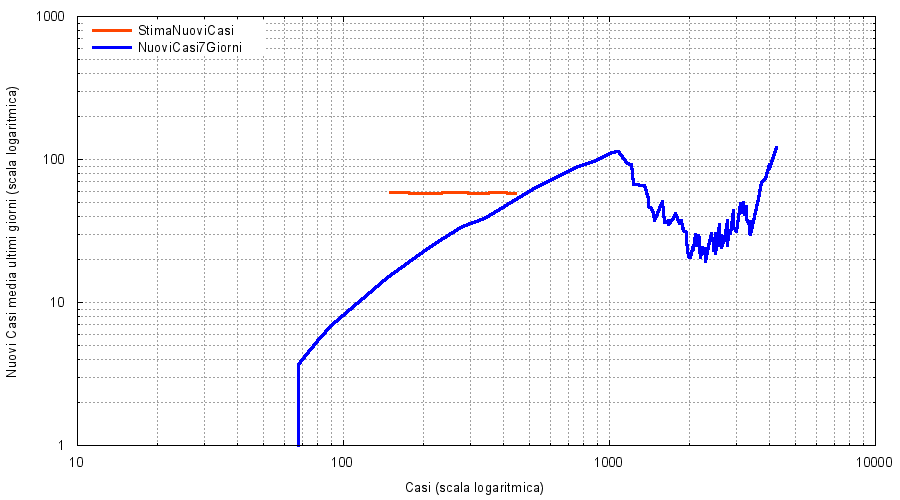 1000
StimaNuoviCasi
NuoviCasi7Giorni
100
10
1
Nuovi Casi media ultimi giorni (scala logaritmica)
10 100 1000 10000
Casi (scala logaritmica)